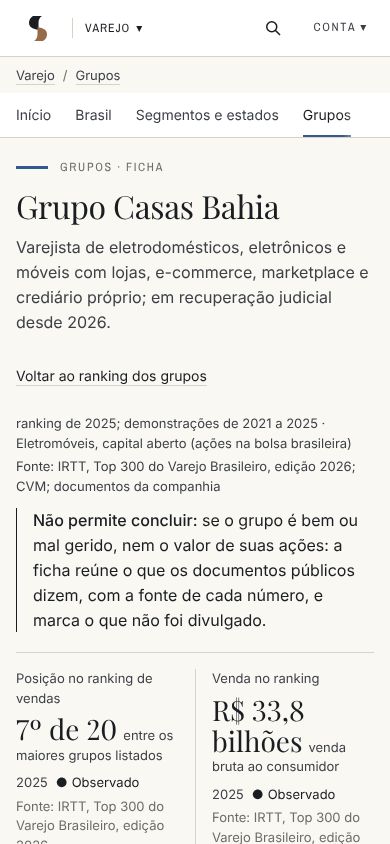 VAREJO ▼
CONTA ▼
Varejo / Grupos
Início Brasil Segmentos e estados Grupos
GRUPOS · FICHA
Grupo Casas Bahia
Varejista de eletrodomésticos, eletrônicos e
móveis com lojas, e-commerce, marketplace e
crediário próprio; em recuperação judicial
desde 2026.
Voltar ao ranking dos grupos
ranking de 2025; demonstrações de 2021 a 2025 ·
Eletromóveis, capital aberto (ações na bolsa brasileira)
Fonte: IRTT, Top 300 do Varejo Brasileiro, edição 2026;
CVM; documentos da companhia
Não permite concluir: se o grupo é bem ou
mal gerido, nem o valor de suas ações: a
ficha reúne o que os documentos públicos
dizem, com a fonte de cada número, e
marca o que não foi divulgado.
Posição no ranking de
vendas
7º de 20 entre os
maiores grupos listados
2025 ● Observado
Fonte: IRTT, Top 300 do
Varejo Brasileiro, edição
2026
Venda no ranking
R$ 33,8
bilhões venda
bruta ao consumidor
2025 ● Observado
Fonte: IRTT, Top 300 do
Varejo Brasileiro, edição